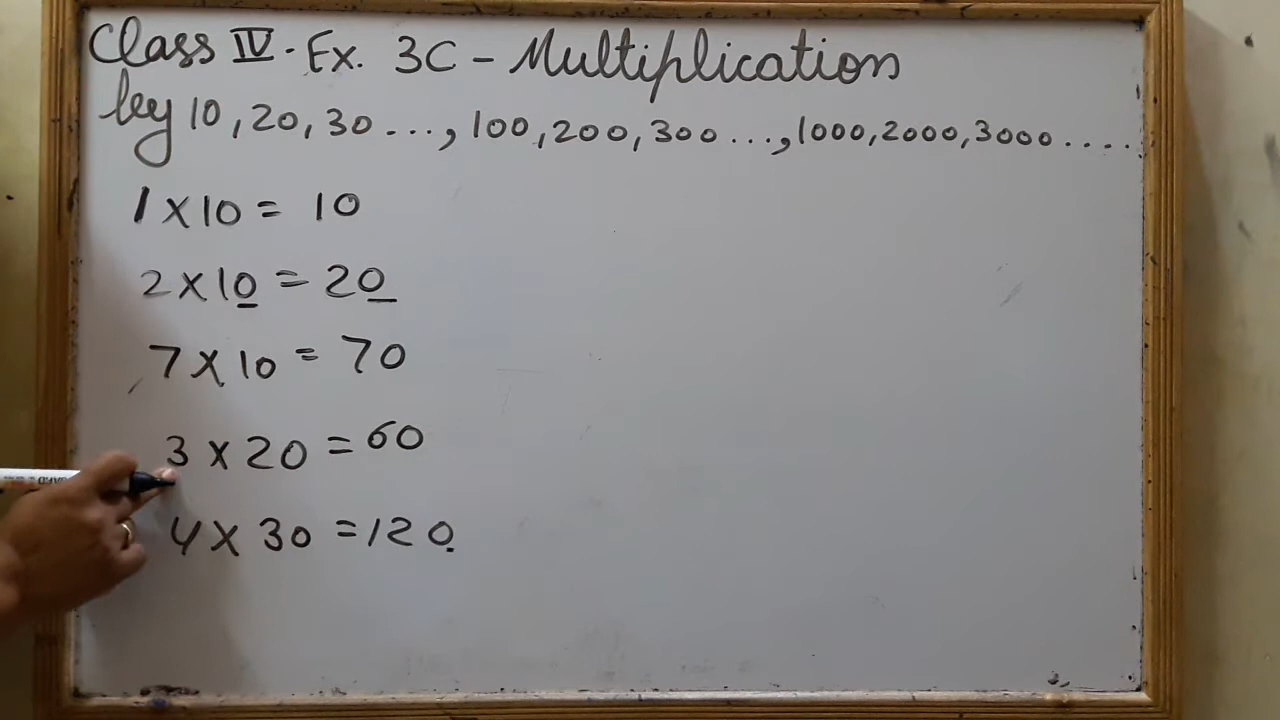 Class IV. Ex. 3C - Multiplication
by 10, 20, 30 ..., 100, 200, 300 ..., 1000, 2000, 3000 .....
1 × 10 = 10
2 × 10 = 20
7 × 10 = 70
3 × 20 = 60
4 × 30 = 120